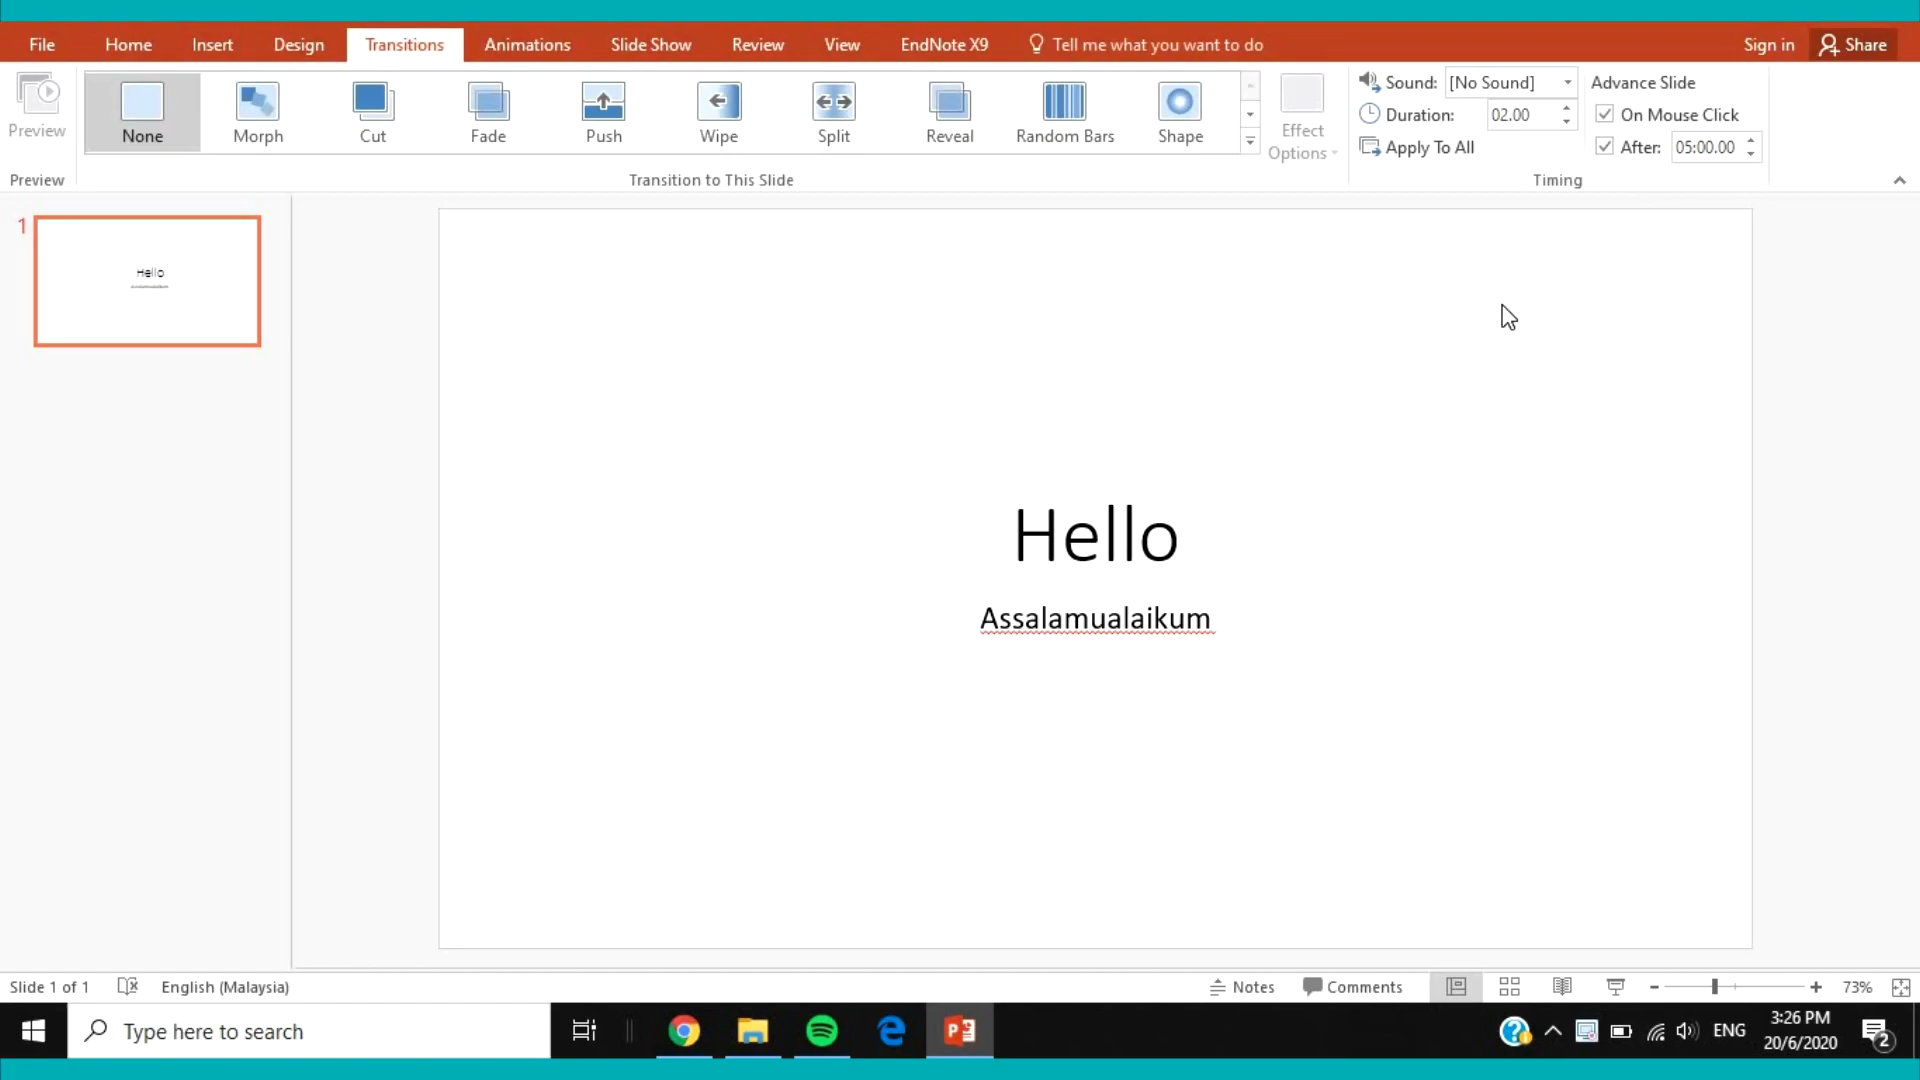 File Home Insert Design Transitions Animations Slide Show Review View EndNote X9 Tell me what you want to do Sign in Share
Preview
None Morph Cut Fade Push Wipe Split Reveal Random Bars Shape
Effect Options
Sound: [No Sound]
Duration: 02.00
Apply To All
Advance Slide
On Mouse Click
After: 05:00.00
Preview Transition to This Slide Timing
1
Hello
Assalamualaikum
Hello
Assalamualaikum
Slide 1 of 1 English (Malaysia) Notes Comments 73%
Type here to search ENG 3:26 PM
20/6/2020 2